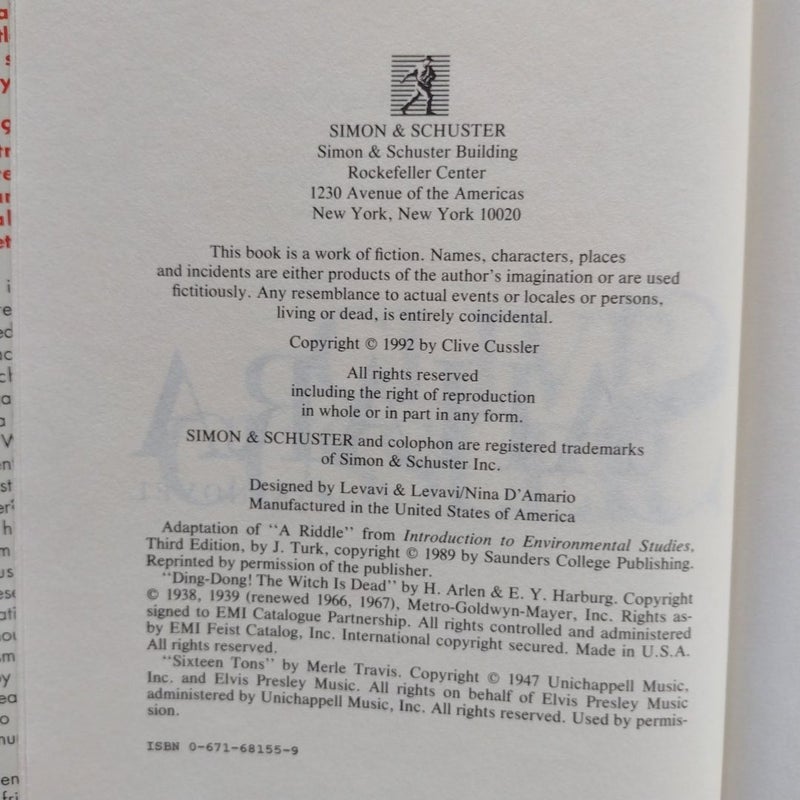 SIMON & SCHUSTER
Simon & Schuster Building
Rockefeller Center
1230 Avenue of the Americas
New York, New York 10020
This book is a work of fiction. Names, characters, places
and incidents are either products of the author's imagination or are used
fictitiously. Any resemblance to actual events or locales or persons,
living or dead, is entirely coincidental.
Copyright © 1992 by Clive Cussler
All rights reserved
including the right of reproduction
in whole or in part in any form.
SIMON & SCHUSTER and colophon are registered trademarks
of Simon & Schuster Inc.
Designed by Levavi & Levavi/Nina D'Amario
Manufactured in the United States of America
Adaptation of "A Riddle" from Introduction to Environmental Studies,
Third Edition, by J. Turk, copyright © 1989 by Saunders College Publishing.
Reprinted by permission of the publisher.
"Ding-Dong! The Witch Is Dead" by H. Arlen & E. Y. Harburg. Copyright
© 1938, 1939 (renewed 1966, 1967), Metro-Goldwyn-Mayer, Inc. Rights as-
signed to EMI Catalogue Partnership. All rights controlled and administered
by EMI Feist Catalog, Inc. International copyright secured. Made in U.S.A.
All rights reserved.
"Sixteen Tons" by Merle Travis. Copyright © 1947 Unichappell Music,
Inc. and Elvis Presley Music. All rights on behalf of Elvis Presley Music
administered by Unichappell Music, Inc. All rights reserved. Used by permis-
sion.
ISBN 0-671-68155-9